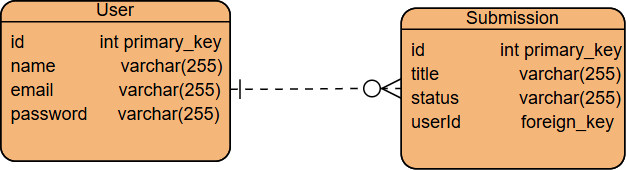 User
id int primary_key
name varchar(255)
email varchar(255)
password varchar(255)
Submission
id int primary_key
title varchar(255)
status varchar(255)
userId foreign_key